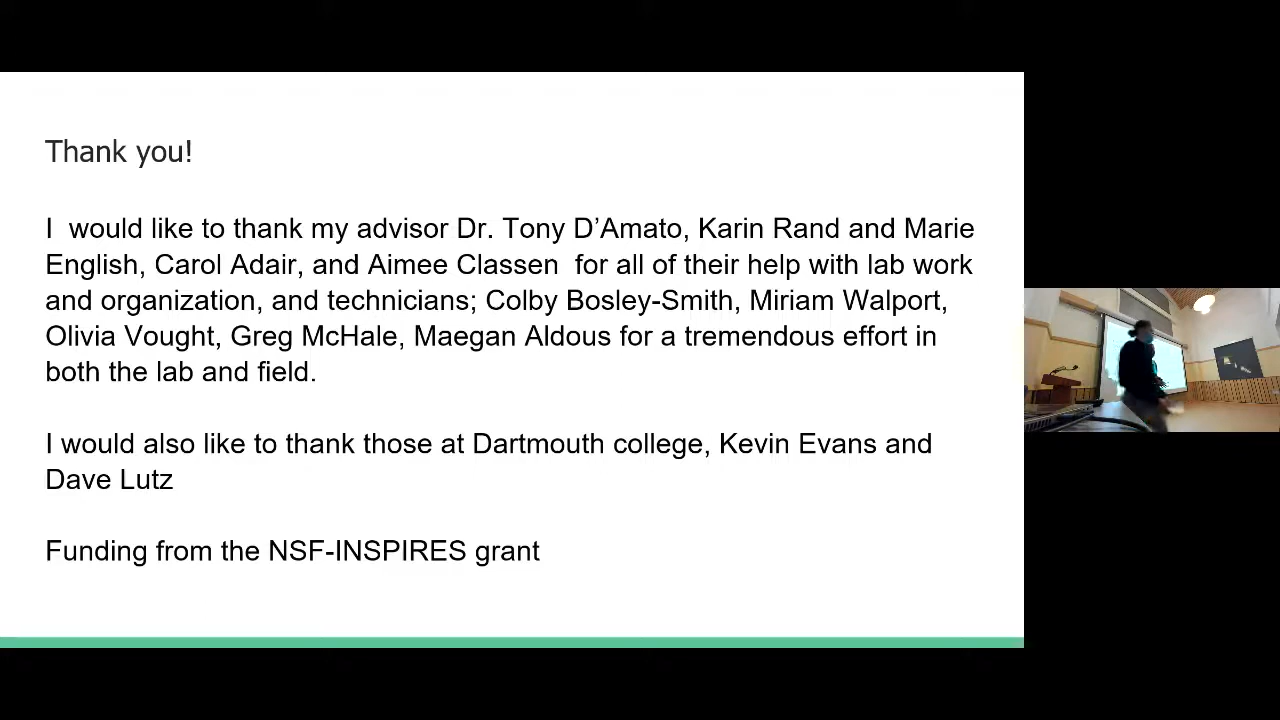 Thank you!
I  would like to thank my advisor Dr. Tony D’Amato, Karin Rand and Marie
English, Carol Adair, and Aimee Classen  for all of their help with lab work
and organization, and technicians; Colby Bosley-Smith, Miriam Walport,
Olivia Vought, Greg McHale, Maegan Aldous for a tremendous effort in
both the lab and field.
I would also like to thank those at Dartmouth college, Kevin Evans and
Dave Lutz
Funding from the NSF-INSPIRES grant